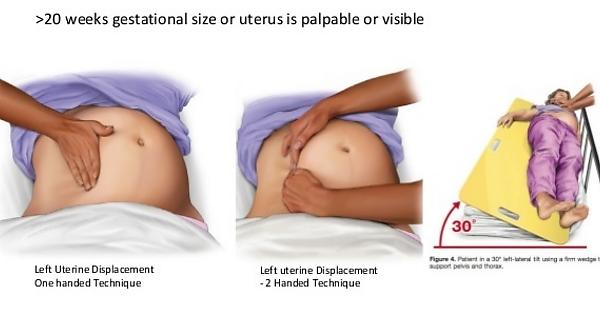 >20 weeks gestational size or uterus is palpable or visible
30°
Left Uterine Displacement
One handed Technique
Left uterine Displacement
- 2 Handed Technique
Figure 4. Patient in a 30° left-lateral tilt using a firm wedge
support pelvis and thorax.